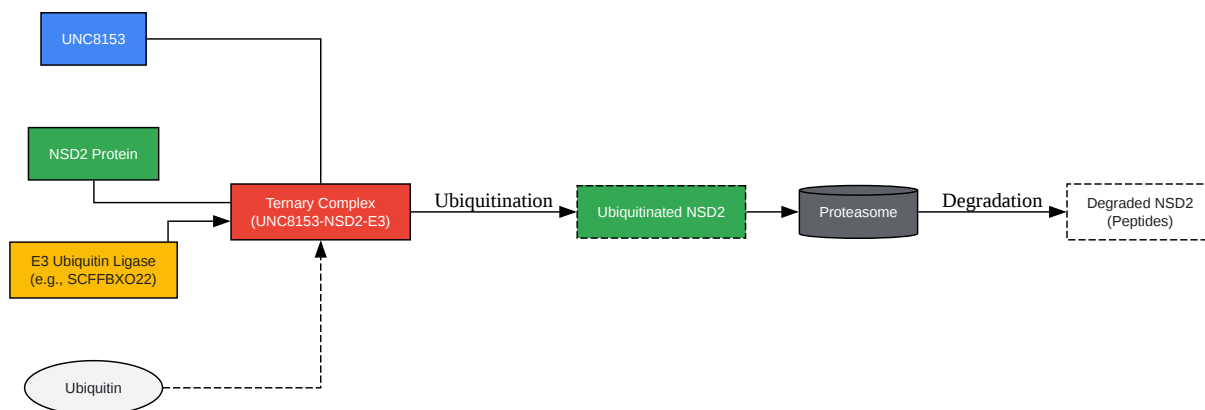 UNC8153
NSD2 Protein
E3 Ubiquitin Ligase
(e.g., SCFFBXO22)
Ubiquitin
Ternary Complex
(UNC8153-NSD2-E3)
Ubiquitination
Ubiquitinated NSD2
Proteasome
Degradation
Degraded NSD2
(Peptides)